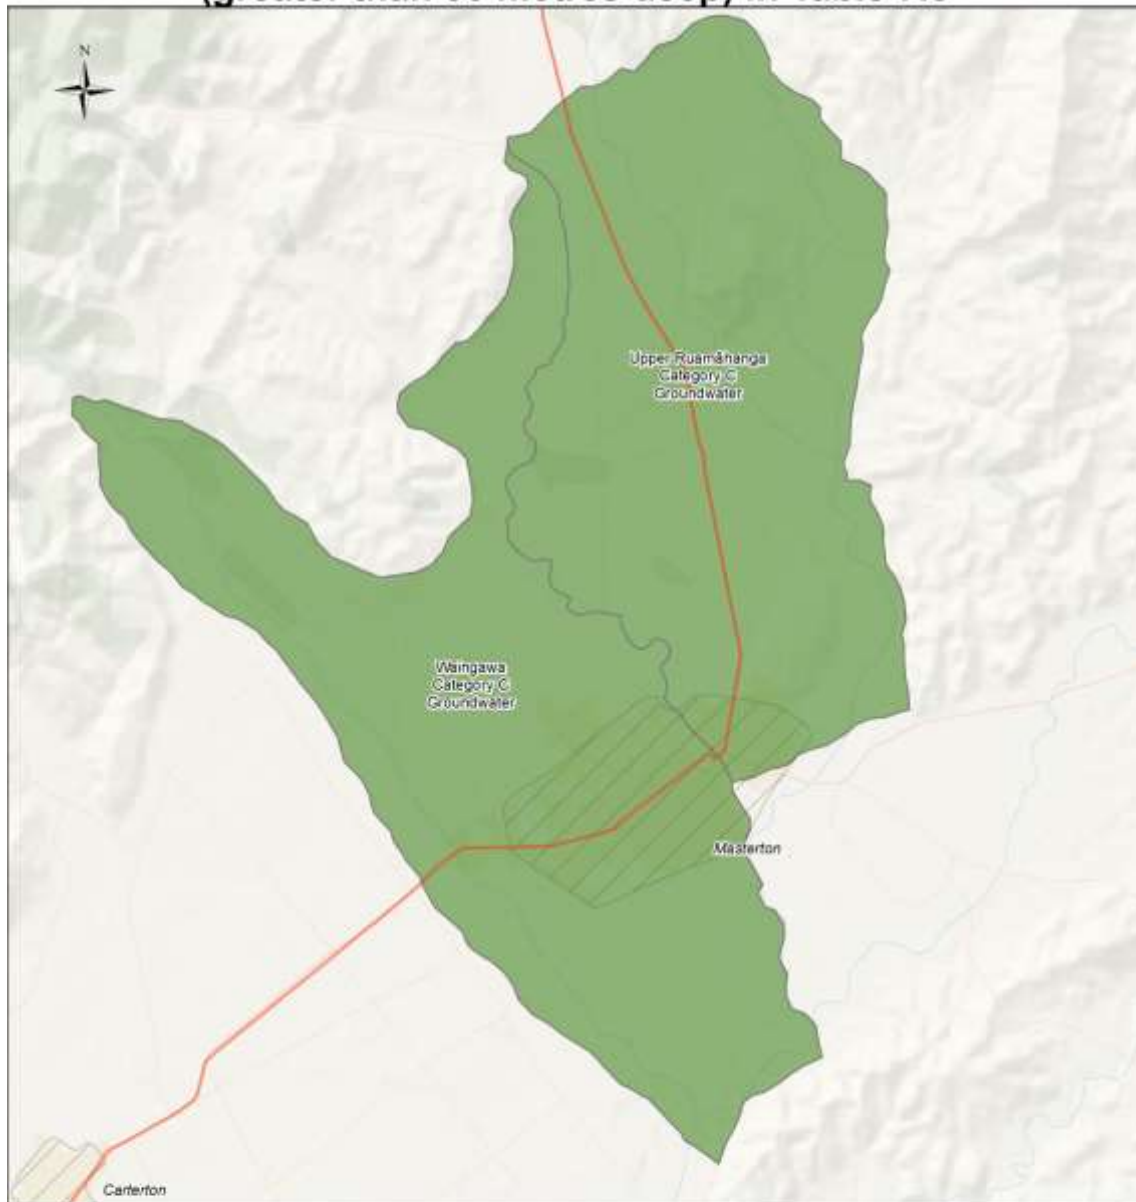 N
Upper Ruamāhanga
Category C
Groundwater
Waingawa
Category C
Groundwater
Masterton
Carterton